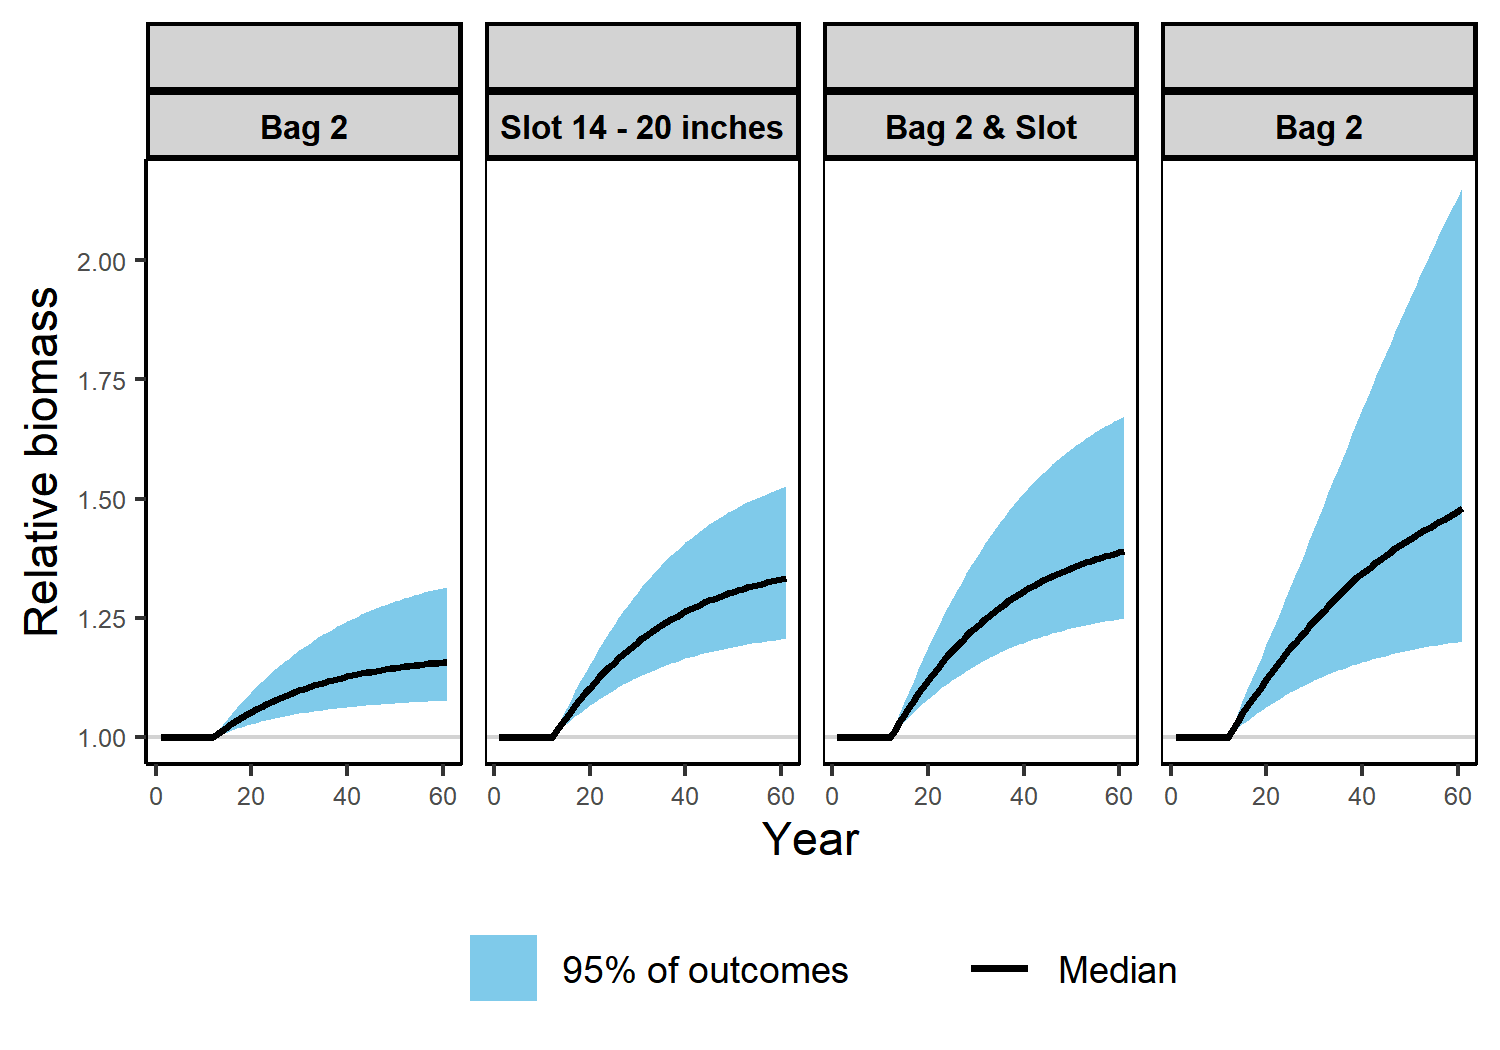 Bag 2 Slot 14 - 20 inches Bag 2 & Slot Bag 2
2.00
1.75
1.50
1.25
1.00
Relative biomass
0 20 40 60 0 20 40 60 0 20 40 60 0 20 40 60
Year
95% of outcomes Median